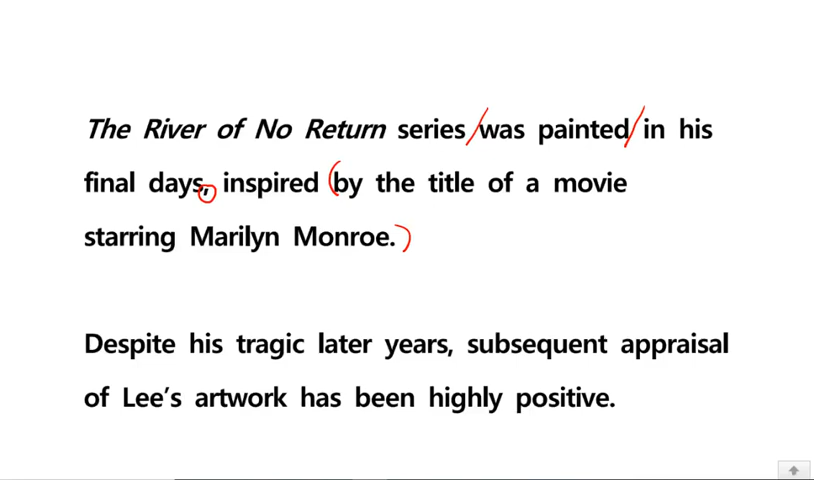 The River of No Return series was painted in his
final days, inspired by the title of a movie
starring Marilyn Monroe.
Despite his tragic later years, subsequent appraisal
of Lee's artwork has been highly positive.